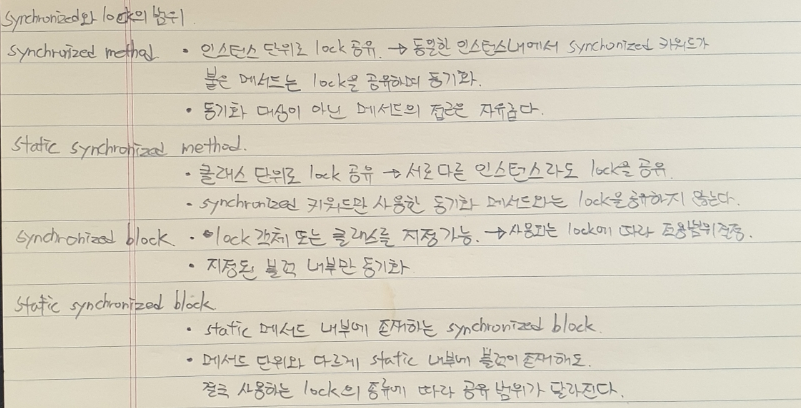 synchronized와 lock의 범위
synchronized method • 인스턴스 단위로 lock 공유. → 동일한 인스턴스내에서 synchonized 키워드가
붙은 메서드는 lock을 공유하며 동기화.
• 동기화 대상이 아닌 메서드의 접근은 자유롭다.
static synchronized method.
• 클래스 단위로 lock 공유 → 서로 다른 인스턴스라도 lock을 공유.
• synchronized 키워드만 사용한 동기화 메서드와는 lock을 공유하지 않는다.
synchronized block. • lock 객체 또는 클래스를 지정 가능. → 사용되는 lock에 따라 적용범위 결정.
• 지정된 블럭 내부만 동기화.
static synchronized block
• static 메서드 내부에 존재하는 synchronized block.
• 메서드 단위와 다르게 static 내부에 블럭이 존재해도.
결국 사용하는 lock의 종류에 따라 공유 범위가 달라진다.